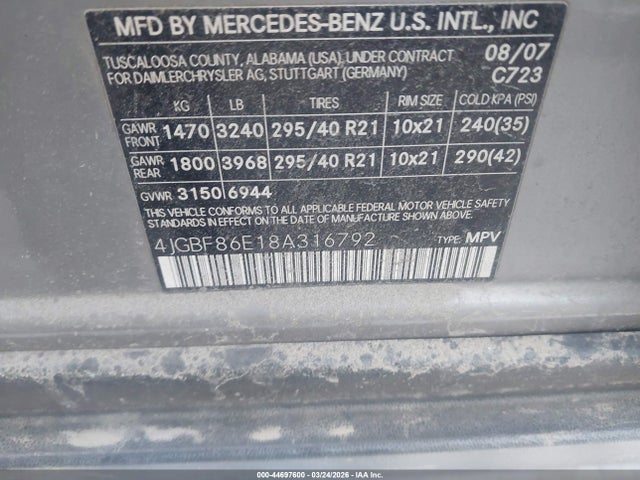 MFD BY MERCEDES-BENZ U.S. INTL., INC
TUSCALOOSA COUNTY, ALABAMA (USA), UNDER CONTRACT 08/07
FOR DAIMLERCHRYSLER AG, STUTTGART (GERMANY) C723
KG LB TIRES RIM SIZE COLD KPA (PSI)
GAWR FRONT 1470 3240 295/40 R21 10x21 240(35)
GAWR REAR 1800 3968 295/40 R21 10x21 290(42)
GVWR 3150 6944
THIS VEHICLE CONFORMS TO ALL APPLICABLE FEDERAL MOTOR VEHICLE SAFETY
STANDARDS IN EFFECT ON THE DATE OF MANUFACTURE SHOWN ABOVE.
4JGBF86E18A316792 TYPE: MPV
000-44697600 - 03/24/2026 - IAA, Inc.